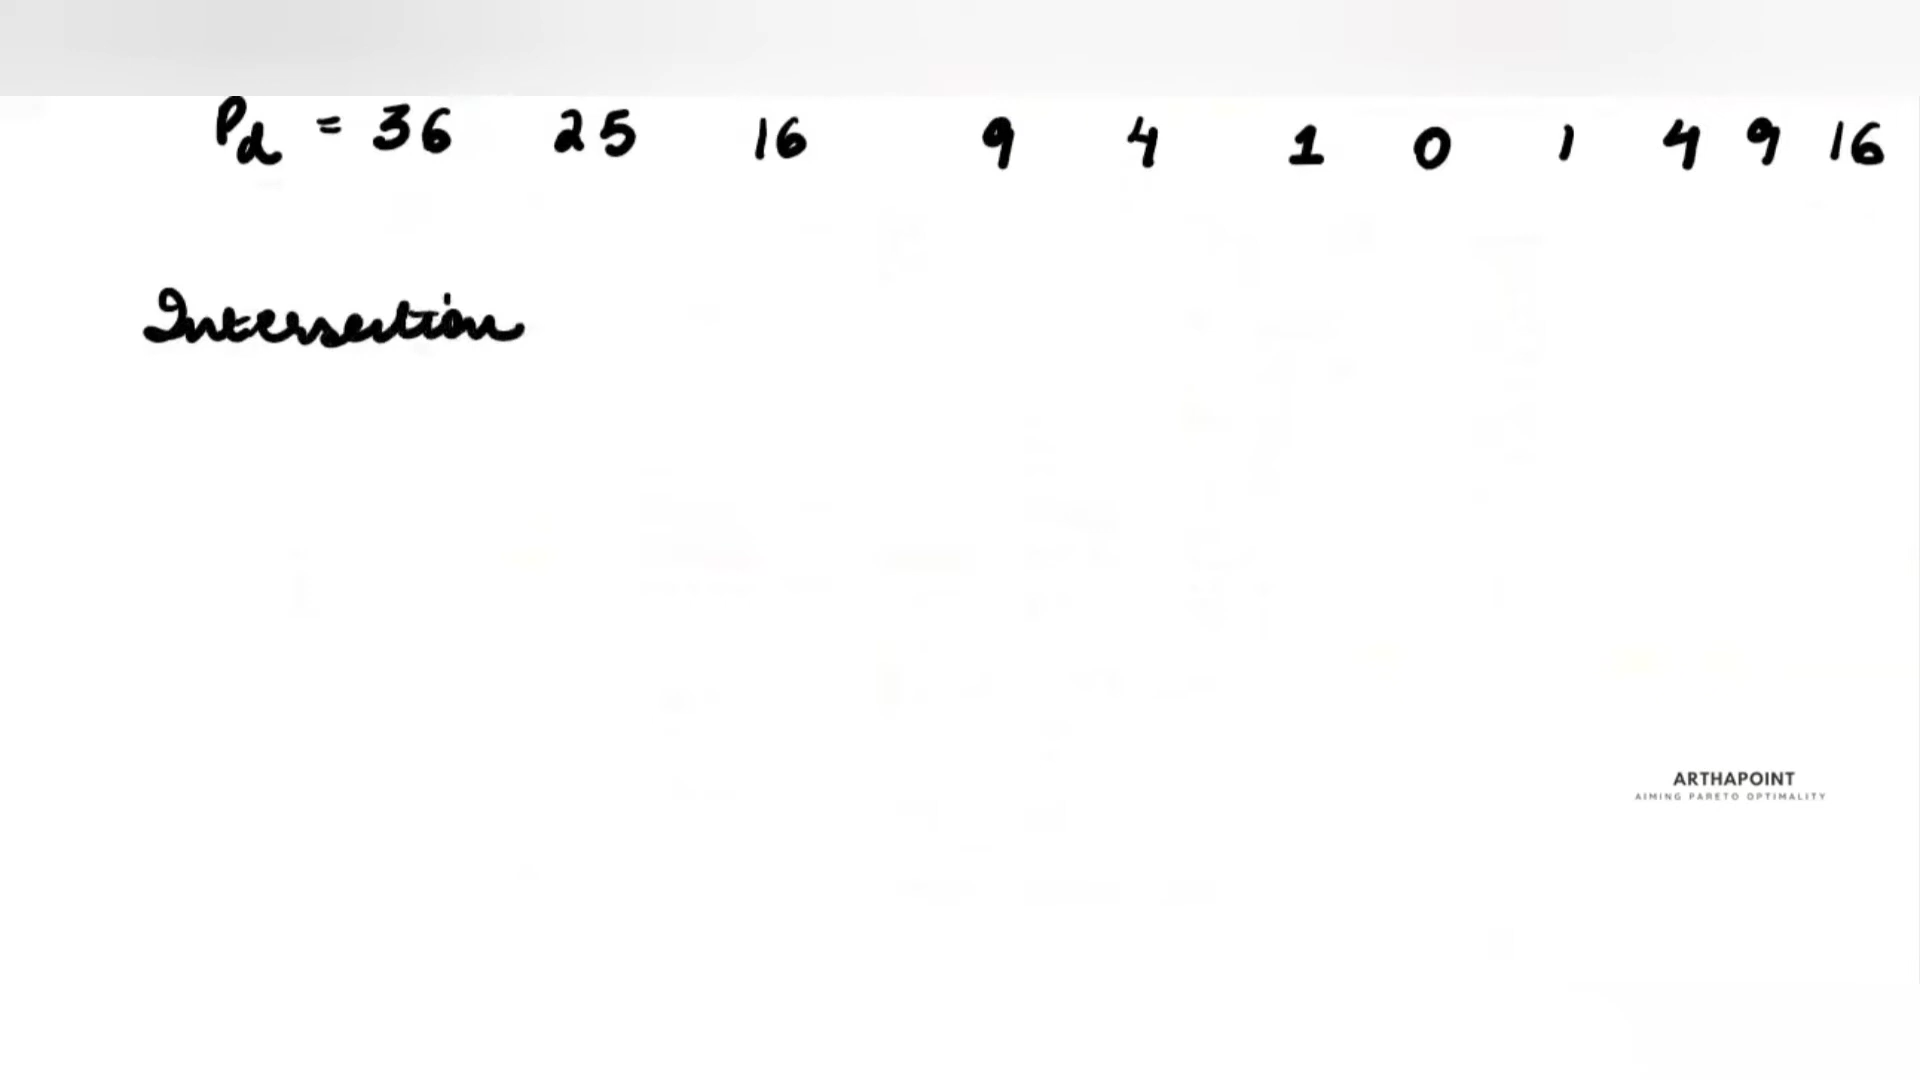 Pd = 36 25 16 9 4 1 0 1 4 9 16
Intersection
ARTHAPOINT
AIMING PARETO OPTIMALITY